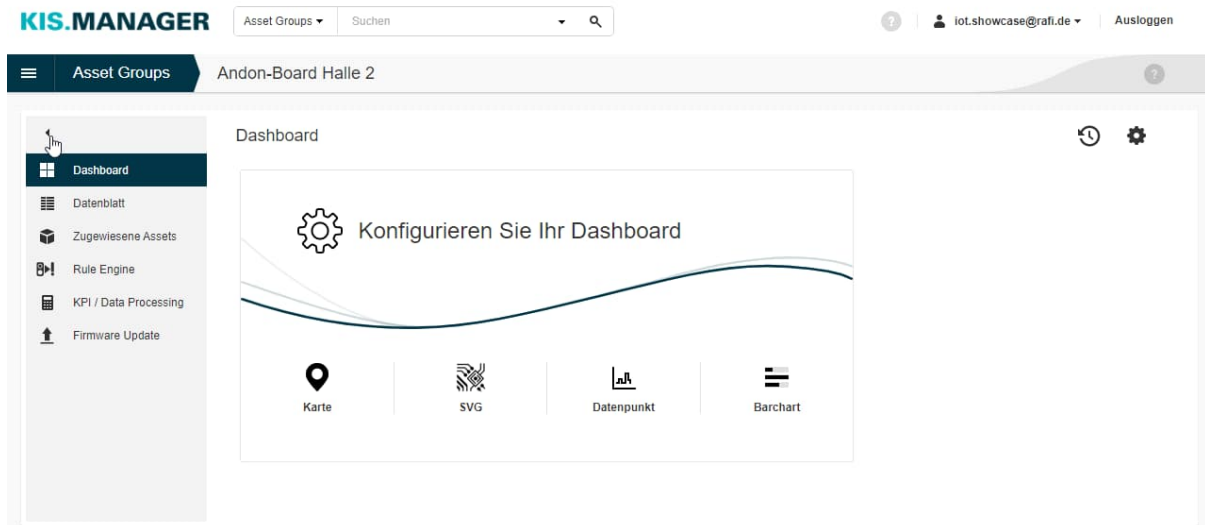 KIS.MANAGER
Asset Groups
Suchen
?
iot.showcase@rafi.de
Ausloggen
Asset Groups
Andon-Board Halle 2
?
Dashboard
Dashboard
Datenblatt
Zugewiesene Assets
Rule Engine
KPI / Data Processing
Firmware Update
Konfigurieren Sie Ihr Dashboard
Karte
SVG
Datenpunkt
Barchart